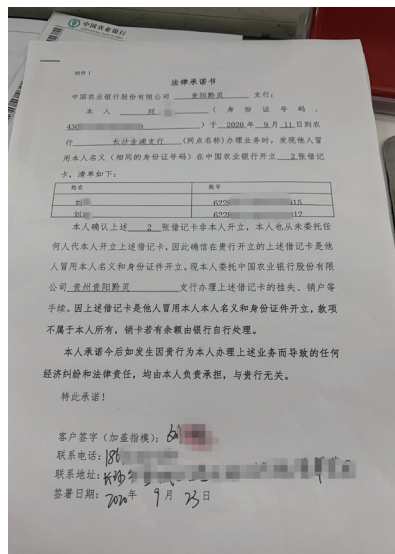 中国农业银行
附件1
法律承诺书
中国农业银行股份有限公司 贵阳黔灵 支行：
本人 刘 （身份证号码：
430 ）于 2020 年 9 月 11 日到农
行 长沙金浦支行 （网点名称）办理业务时，发现他人冒
用本人名义（相同的身份证号码）在中国农业银行开立 2 张借记
卡，清单如下：
姓名 账号
刘 6228 415
刘 6228 12
本人确认上述 2 张借记卡非本人开立，本人也从未委托任
何人代本人开立上述借记卡，因此确信在贵行开立的上述借记卡是他
人冒用本人名义和身份证件开立。现本人委托中国农业银行股份有限
公司 贵州贵阳黔灵 支行办理上述借记卡的挂失、销户等
手续。因上述借记卡是他人冒用本人本人名义和身份证件开立，款项
不属于本人所有，销卡若有余额由银行自行处理。
本人承诺今后如发生因贵行为本人办理上述业务而导致的任何
经济纠纷和法律责任，均由本人负责承担，与贵行无关。
特此承诺！
客户签字（加盖指模）：刘
联系电话：186
联系地址：长沙市
签署日期：2020年 9月 23日